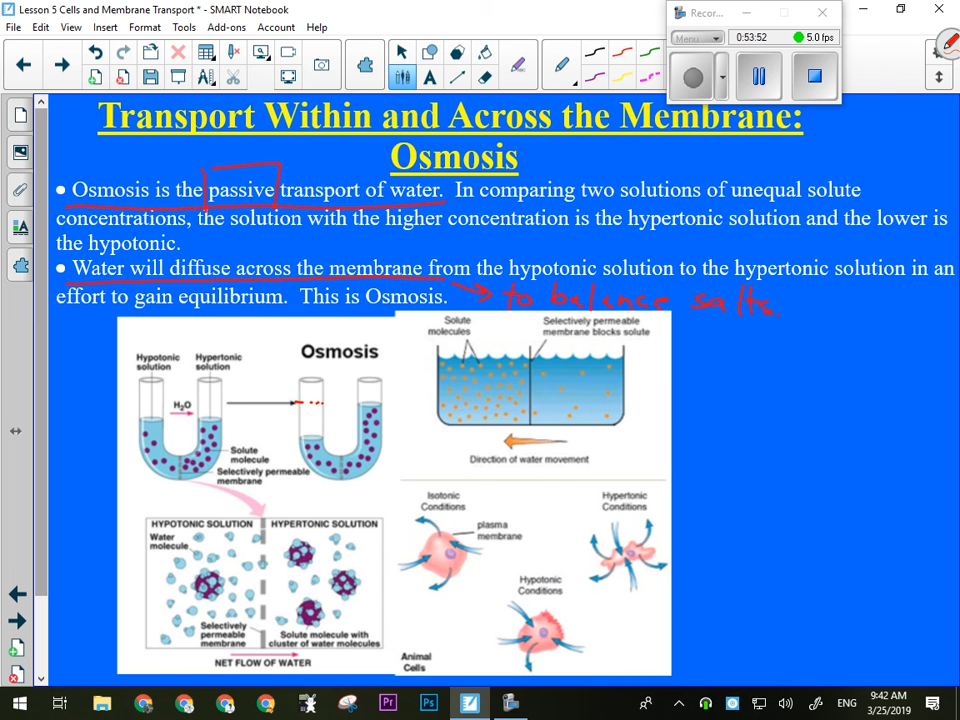 Lesson 5 Cells and Membrane Transport * - SMART Notebook
Recor...
File Edit View Insert Format Tools Add-ons Account Help
Menu
0:53:52
5.0 fps
Transport Within and Across the Membrane:
Osmosis
• Osmosis is the passive transport of water. In comparing two solutions of unequal solute
concentrations, the solution with the higher concentration is the hypertonic solution and the lower is
the hypotonic.
• Water will diffuse across the membrane from the hypotonic solution to the hypertonic solution in an
effort to gain equilibrium. This is Osmosis.
to balance salts.
Hypotonic
solution
Hypertonic
solution
Osmosis
H₂O
Solute
molecule
Selectively permeable
membrane
HYPOTONIC SOLUTION
HYPERTONIC SOLUTION
Water
molecule
Selectively
permeable
membrane
Solute molecule with
cluster of water molecules
NET FLOW OF WATER
Solute
molecules
Selectively permeable
membrane blocks solute
Direction of water movement
Isotonic
Conditions
plasma
membrane
Hypertonic
Conditions
Hypotonic
Conditions
Animal
Cells
Pr
Ps
ENG
9:42 AM
3/25/2019